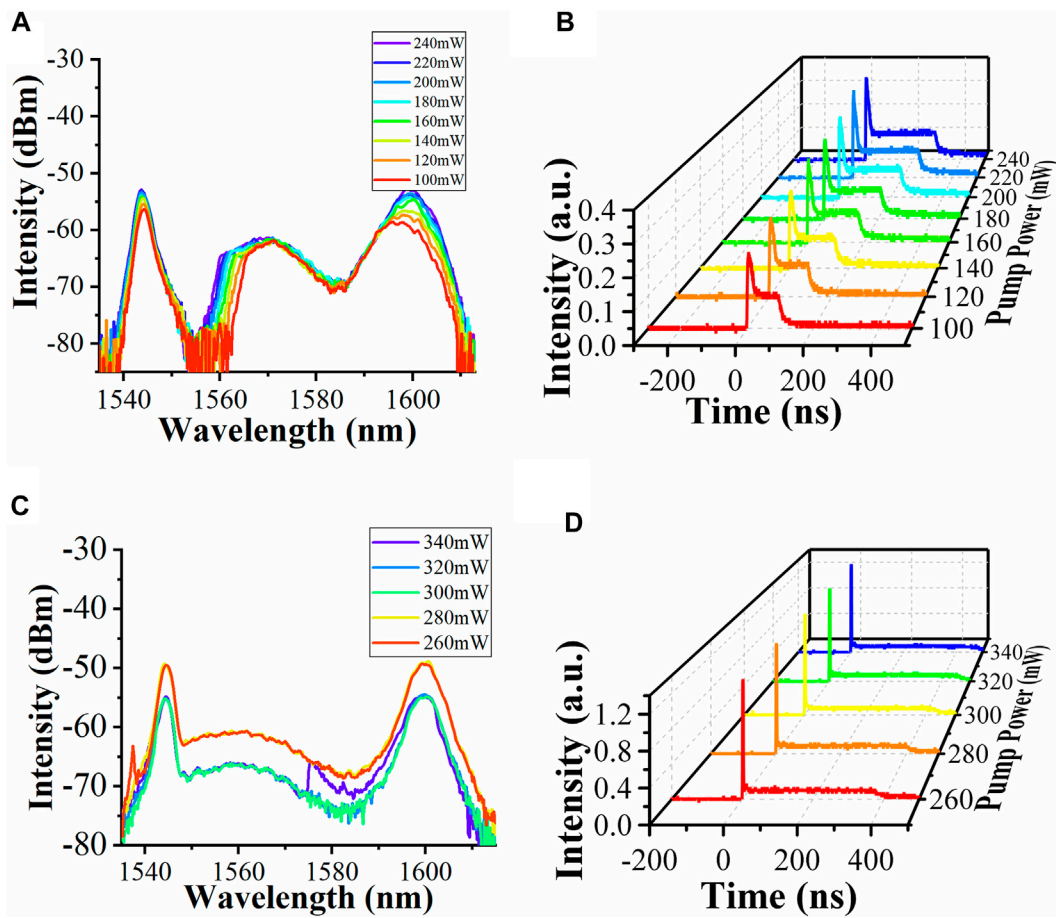 A
-30
-40
-50
-60
-70
-80
Intensity (dBm)
240mW
220mW
200mW
180mW
160mW
140mW
120mW
100mW
1540 1560 1580 1600
Wavelength (nm)
B
0.4
0.3
0.2
0.1
0.0
Intensity (a.u.)
-200 0 200 400
Time (ns)
240
220
200
180
160
140
120
100
Pump Power (mW)
C
-30
-40
-50
-60
-70
-80
Intensity (dBm)
340mW
320mW
300mW
280mW
260mW
1540 1560 1580 1600
Wavelength (nm)
D
1.2
0.8
0.4
0.0
Intensity (a.u.)
-200 0 200 400
Time (ns)
340
320
300
280
260
Pump Power (mW)